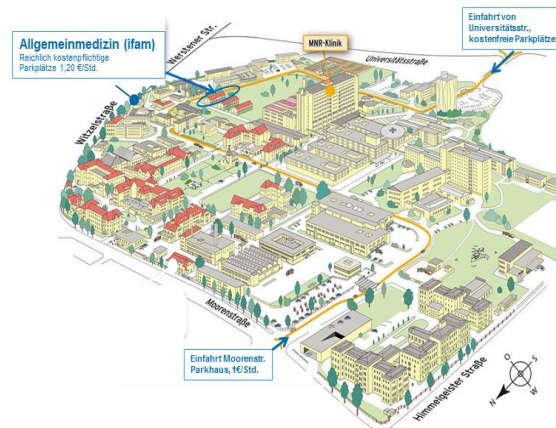 Allgemeinmedizin (ifam)
Reichlich kostenpflichtige
Parkplätze 1,20 €/Std.
Werstener Str.
MNR-Klinik
Universitätsstraße
Einfahrt von
Universitätsstr.,
kostenfreie Parkplätze
Witzelstraße
Moorenstraße
Einfahrt Moorenstr.
Parkhaus, 1€/Std.
Himmelgeister Straße
O
S
N
W